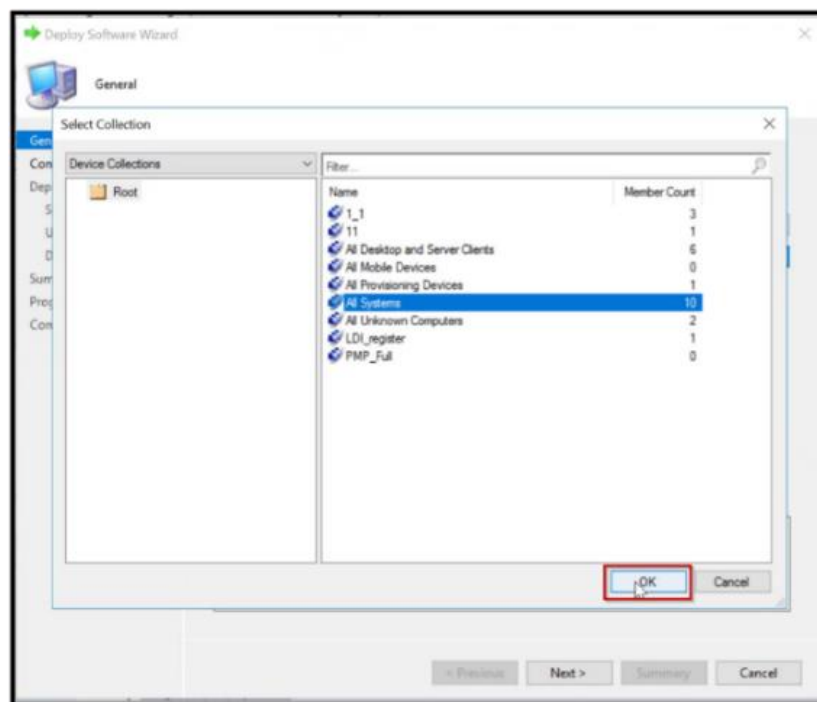 Deploy Software Wizard
General
Select Collection
Gen
Con
Dep
S
U
D
Sum
Prog
Con
Device Collections
Root
Filter...
Name Member Count
1_1 3
11 1
All Desktop and Server Clients 6
All Mobile Devices 0
All Provisioning Devices 1
All Systems 10
All Unknown Computers 2
LDI_register 1
PMP_Full 0
OK Cancel
< Previous Next > Summary Cancel